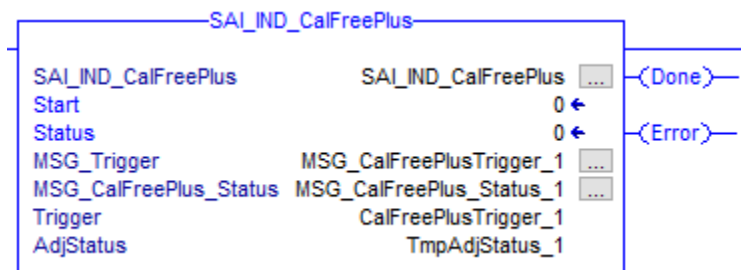 SAI_IND_CalFreePlus
SAI_IND_CalFreePlus SAI_IND_CalFreePlus ... (Done)
Start 0
Status 0 (Error)
MSG_Trigger MSG_CalFreePlusTrigger_1 ...
MSG_CalFreePlus_Status MSG_CalFreePlus_Status_1 ...
Trigger CalFreePlusTrigger_1
AdjStatus TmpAdjStatus_1